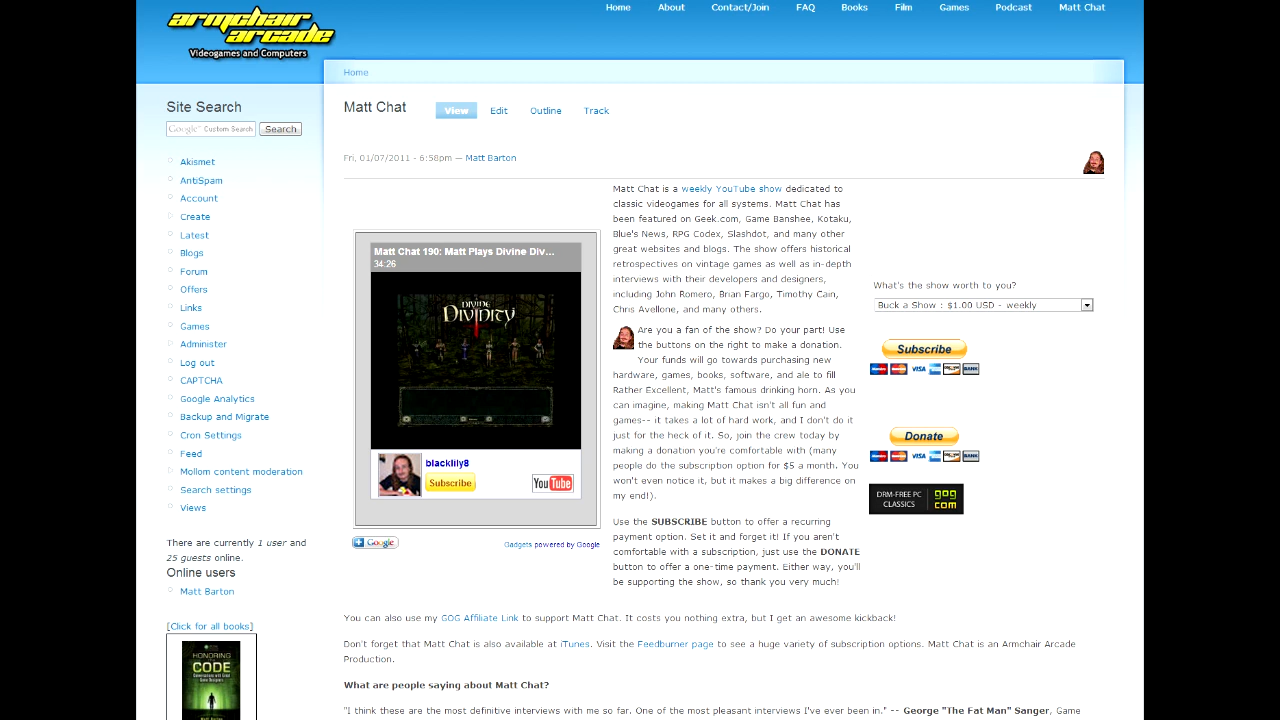 armchair arcade
Videogames and Computers
Home About Contact/Join FAQ Books Film Games Podcast Matt Chat
Home
Site Search
Google™ Custom Search Search
Akismet
AntiSpam
Account
Create
Latest
Blogs
Forum
Offers
Links
Games
Administer
Log out
CAPTCHA
Google Analytics
Backup and Migrate
Cron Settings
Feed
Mollom content moderation
Search settings
Views
There are currently 1 user and
25 guests online.
Online users
Matt Barton
[Click for all books]
HONORING
CODE
Matt Barton
Matt Chat View Edit Outline Track
Fri, 01/07/2011 - 6:58pm — Matt Barton
Matt Chat 190: Matt Plays Divine Div...
34:26
DIVINE
DIVINITY
blacklily8
Subscribe
YouTube
Google
Gadgets powered by Google
Matt Chat is a weekly YouTube show dedicated to
classic videogames for all systems. Matt Chat has
been featured on Geek.com, Game Banshee, Kotaku,
Blue's News, RPG Codex, Slashdot, and many other
great websites and blogs. The show offers historical
retrospectives on vintage games as well as in-depth
interviews with their developers and designers,
including John Romero, Brian Fargo, Timothy Cain,
Chris Avellone, and many others.
Are you a fan of the show? Do your part! Use
the buttons on the right to make a donation.
Your funds will go towards purchasing new
hardware, games, books, software, and ale to fill
Rather Excellent, Matt's famous drinking horn. As you
can imagine, making Matt Chat isn't all fun and
games-- it takes a lot of hard work, and I don't do it
just for the heck of it. So, join the crew today by
making a donation you're comfortable with (many
people do the subscription option for $5 a month. You
won't even notice it, but it makes a big difference on
my end!).
Use the SUBSCRIBE button to offer a recurring
payment option. Set it and forget it! If you aren't
comfortable with a subscription, just use the DONATE
button to offer a one-time payment. Either way, you'll
be supporting the show, so thank you very much!
What's the show worth to you?
Buck a Show : $1.00 USD - weekly
Subscribe
VISA BANK
Donate
VISA BANK
DRM-FREE PC
CLASSICS
gog
com
You can also use my GOG Affiliate Link to support Matt Chat. It costs you nothing extra, but I get an awesome kickback!
Don't forget that Matt Chat is also available at iTunes. Visit the Feedburner page to see a huge variety of subscription options. Matt Chat is an Armchair Arcade
Production.
What are people saying about Matt Chat?
"I think these are the most definitive interviews with me so far. One of the most pleasant interviews I've ever been in." -- George "The Fat Man" Sanger, Game